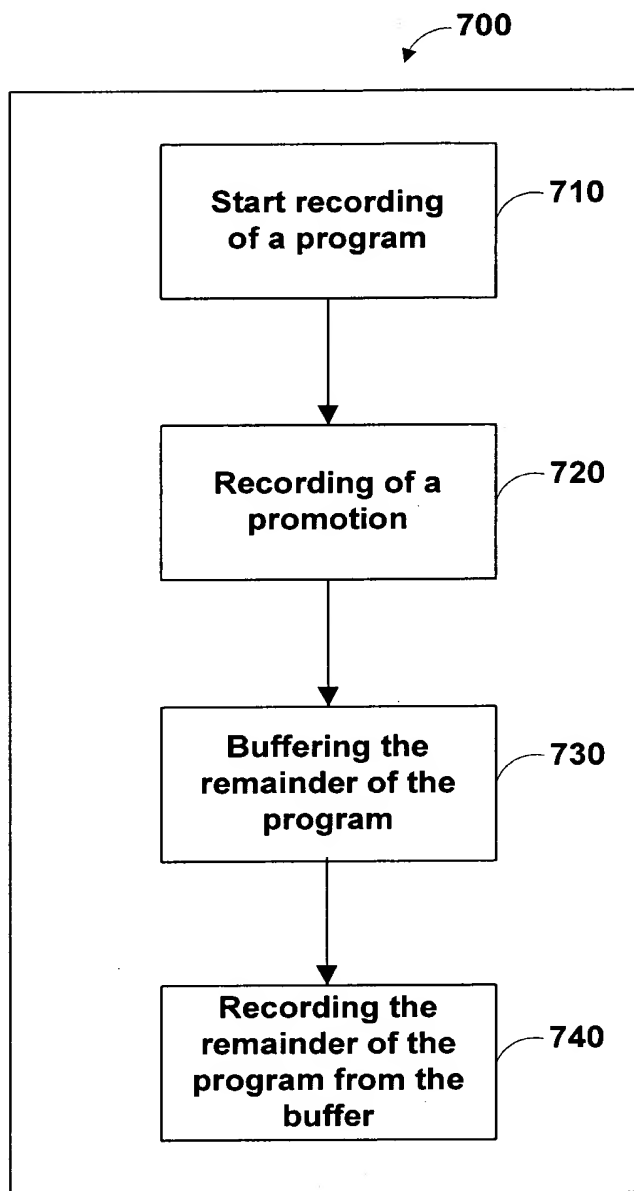 700
Start recording
of a program
710
Recording of a
promotion
720
Buffering the
remainder of the
program
730
Recording the
remainder of the
program from the
buffer
740